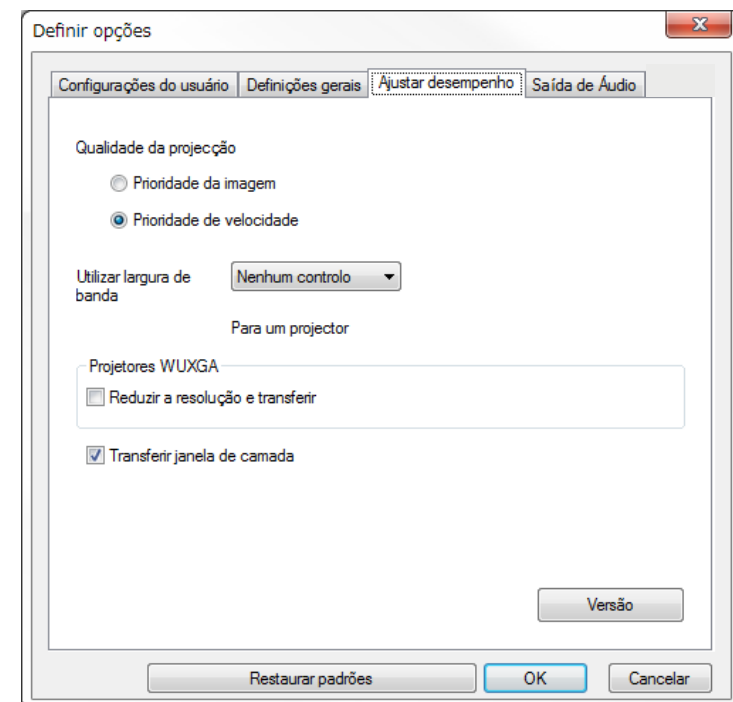 Definir opções
Configurações do usuário
Definições gerais
Ajustar desempenho
Saída de Áudio
Qualidade da projecção
Prioridade da imagem
Prioridade de velocidade
Utilizar largura de
banda
Nenhum controlo
Para um projector
Projetores WUXGA
Reduzir a resolução e transferir
Transferir janela de camada
Versão
Restaurar padrões
OK
Cancelar